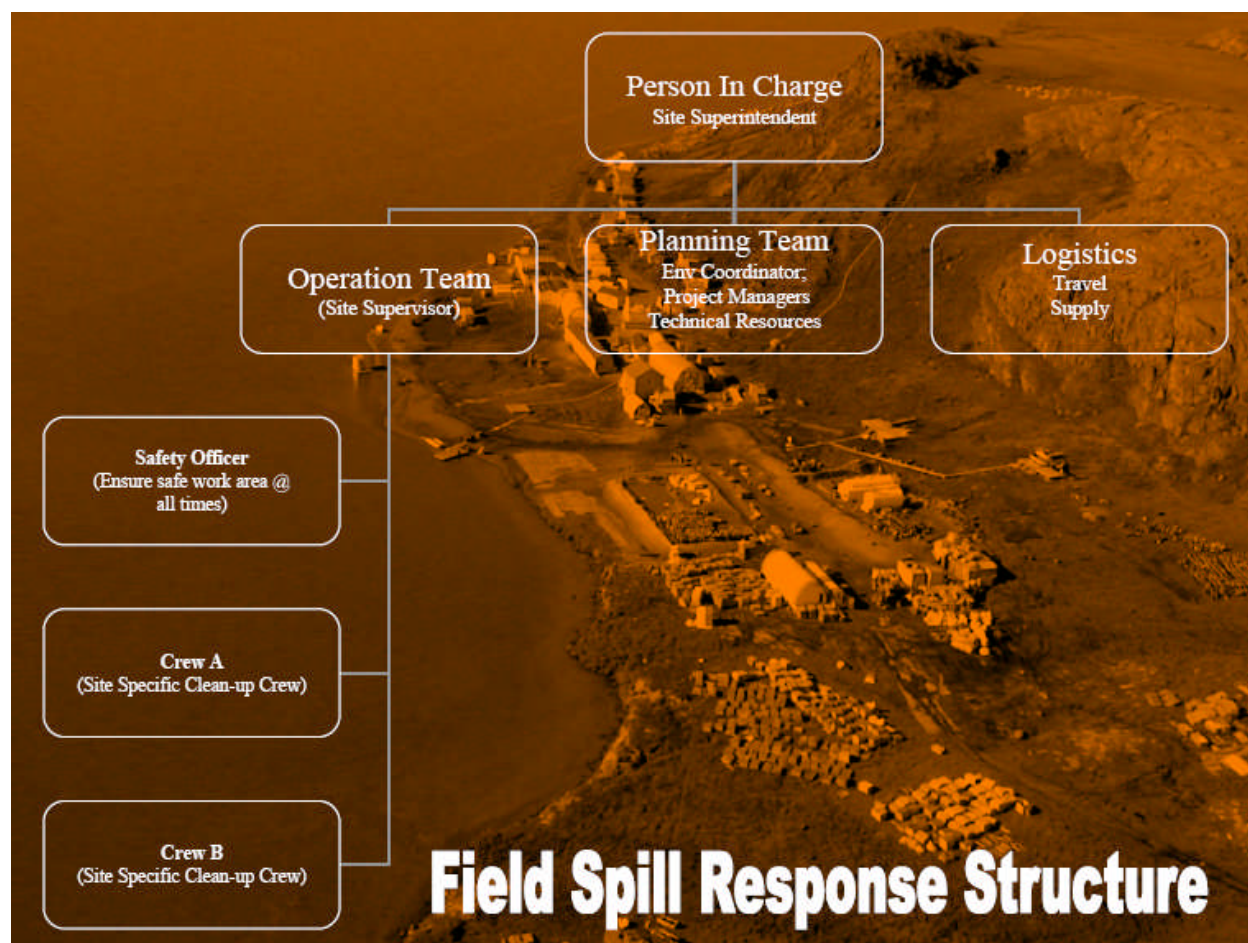 Person In Charge
Site Superintendent
Operation Team
(Site Supervisor)
Planning Team
Env Coordinator;
Project Managers
Technical Resources
Logistics
Travel
Supply
Safety Officer
(Ensure safe work area @
all times)
Crew A
(Site Specific Clean-up Crew)
Crew B
(Site Specific Clean-up Crew)
Field Spill Response Structure